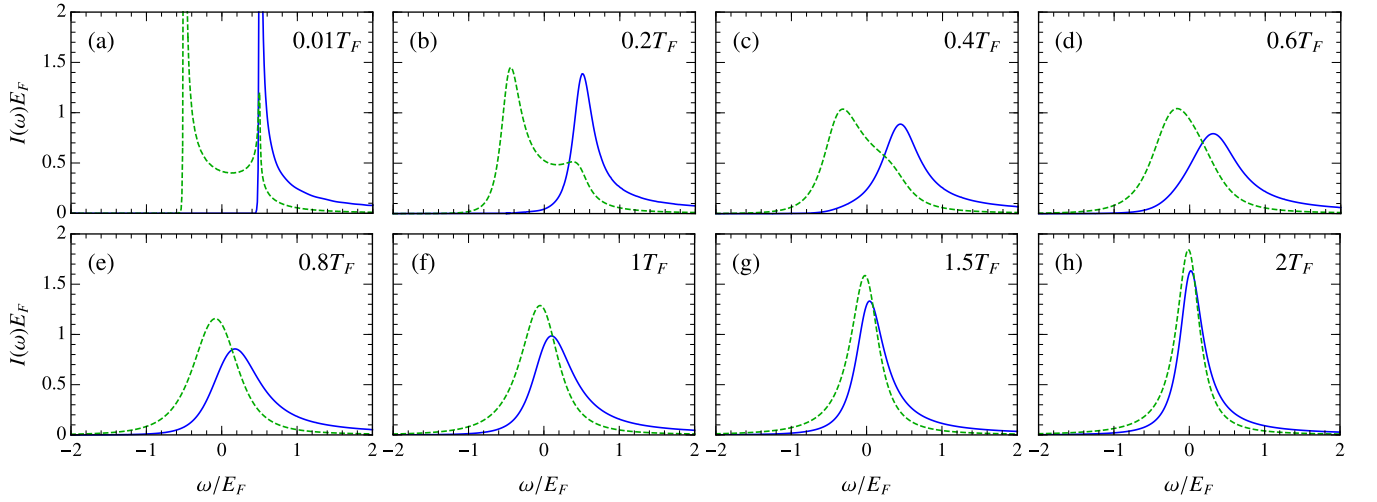 2
(a) 0.01T_F (b) 0.2T_F (c) 0.4T_F (d) 0.6T_F
1.5
1
I(ω)E_F
0.5
0
2
(e) 0.8T_F (f) 1T_F (g) 1.5T_F (h) 2T_F
1.5
1
I(ω)E_F
0.5
0
−2 −1 0 1 2 −2 −1 0 1 2 −2 −1 0 1 2 −2 −1 0 1 2
ω/E_F ω/E_F ω/E_F ω/E_F